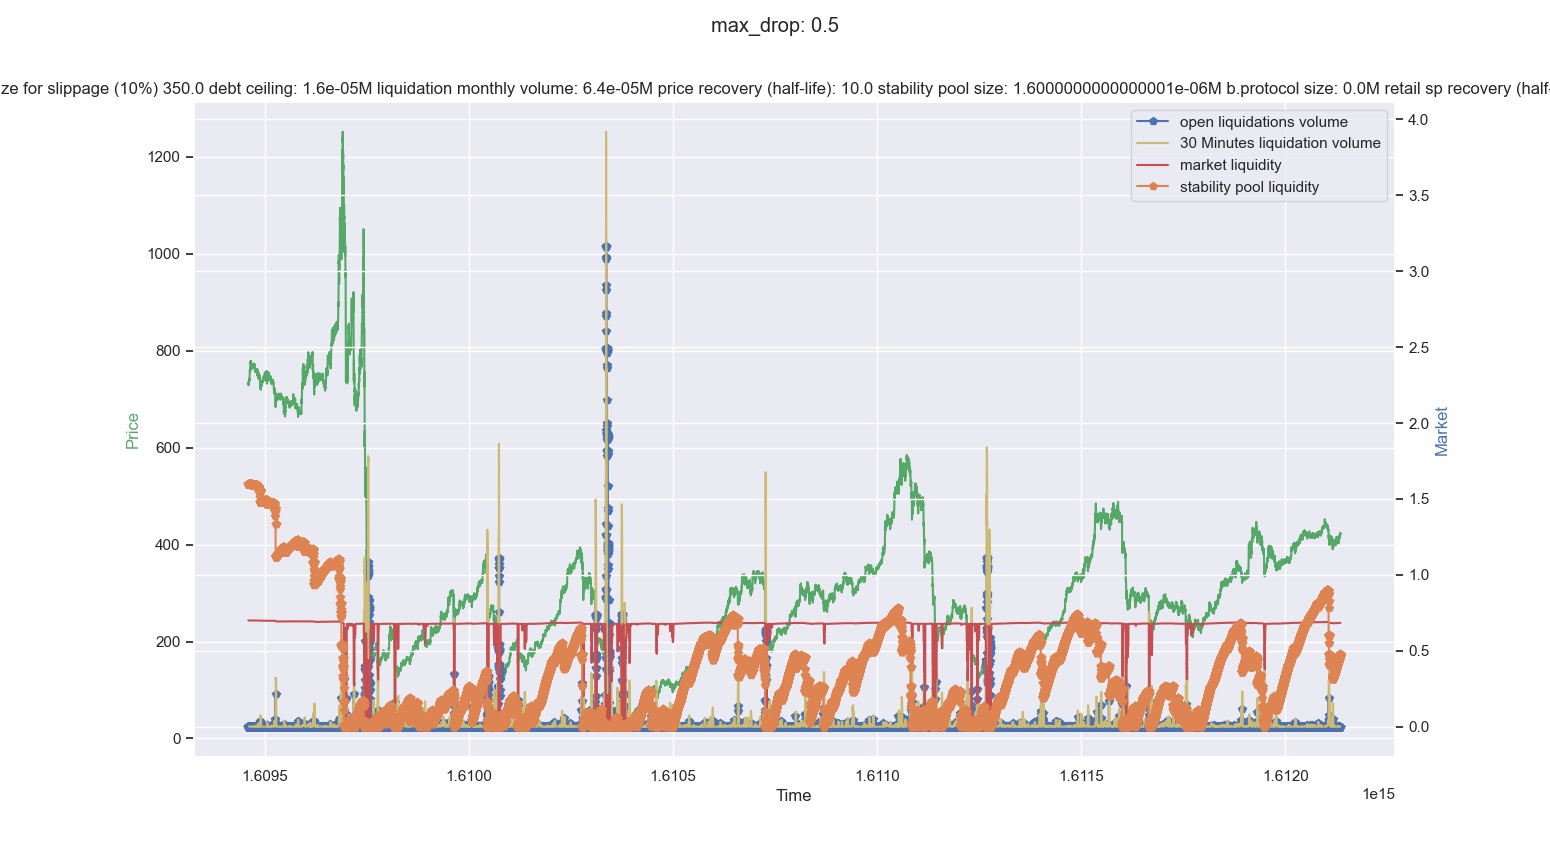 max_drop: 0.5
ze for slippage (10%) 350.0 debt ceiling: 1.6e-05M liquidation monthly volume: 6.4e-05M price recovery (half-life): 10.0 stability pool size: 1.6000000000000001e-06M b.protocol size: 0.0M retail sp recovery (half-
open liquidations volume
30 Minutes liquidation volume
market liquidity
stability pool liquidity
1200
1000
800
600
400
200
0
Price
4.0
3.5
3.0
2.5
2.0
1.5
1.0
0.5
0.0
Market
1.6095
1.6100
1.6105
1.6110
1.6115
1.6120
Time
1e15